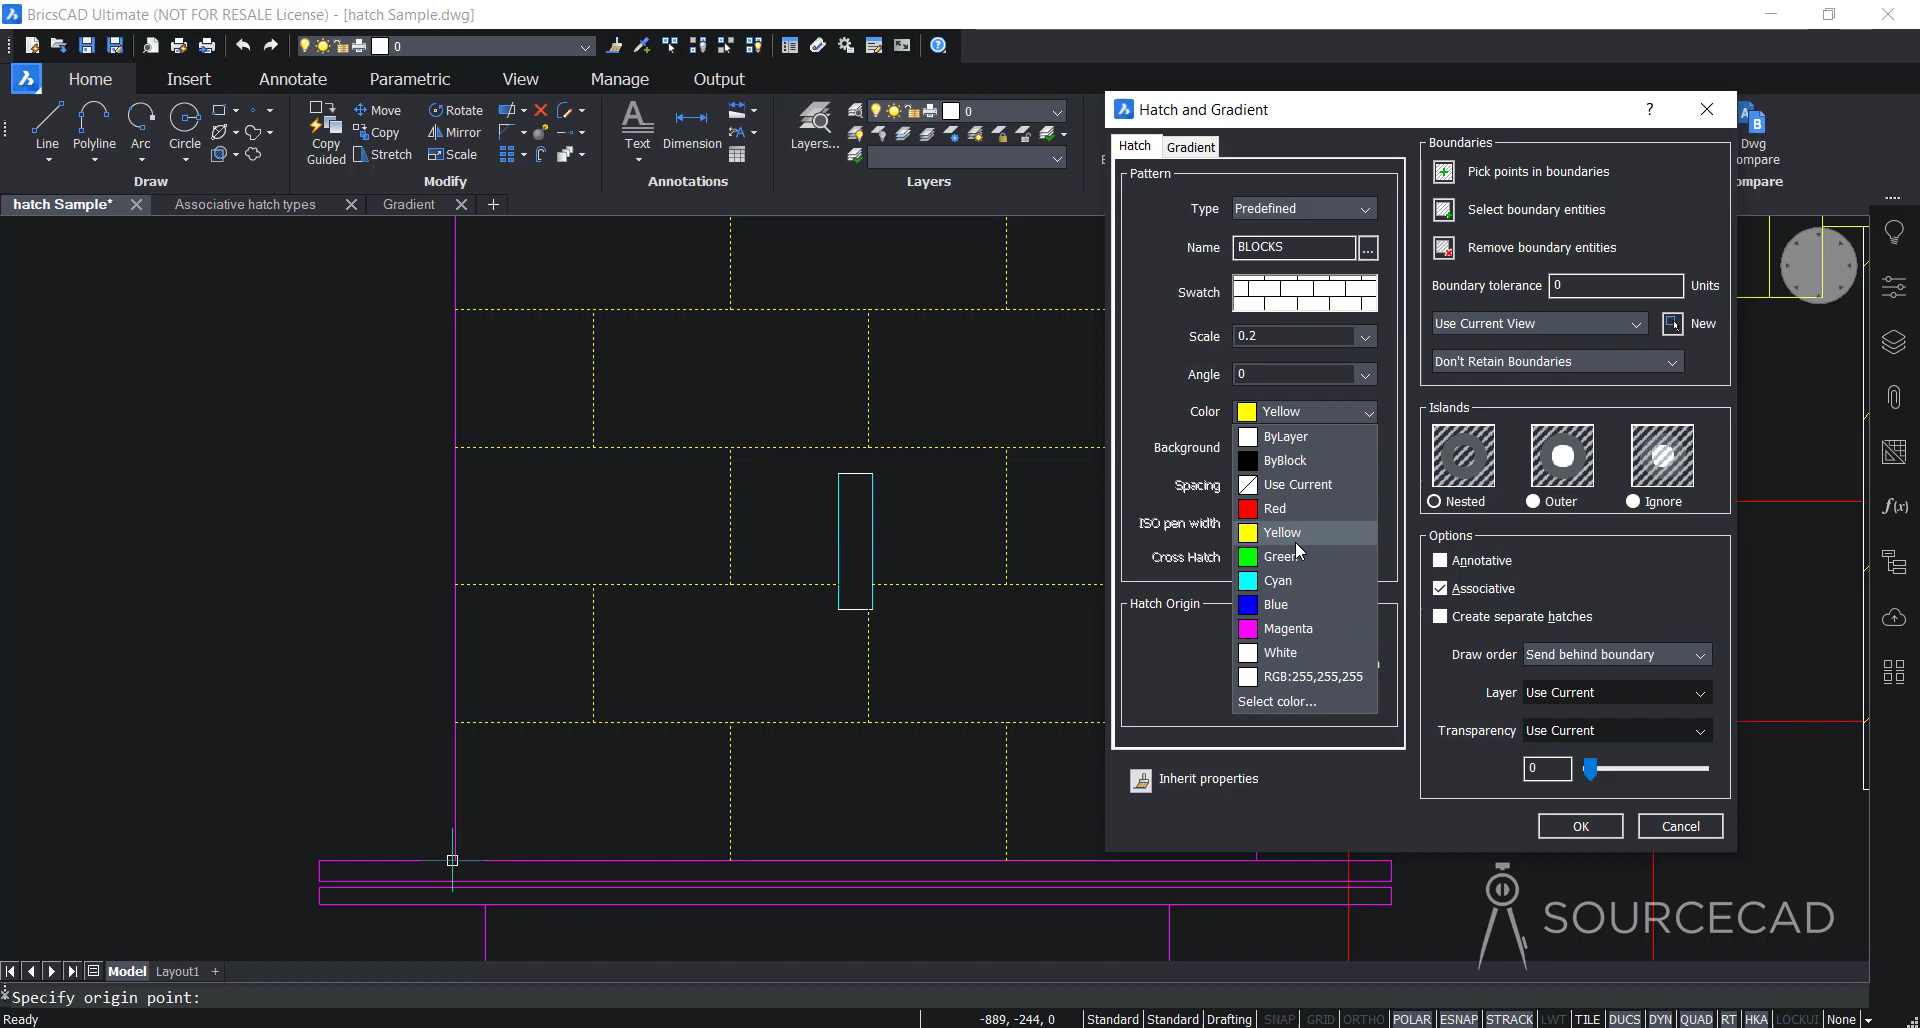 BricsCAD Ultimate (NOT FOR RESALE License) - [hatch Sample.dwg]
0
Home Insert Annotate Parametric View Manage Output
Line Polyline Arc Circle
Draw
Copy Guided
Move Rotate
Copy Mirror
Stretch Scale
Modify
Text Dimension
Annotations
Layers...
0
Layers
Dwg
ompare
ompare
hatch Sample* Associative hatch types Gradient +
Hatch and Gradient ?
Hatch Gradient
Pattern
Type Predefined
Name BLOCKS ...
Swatch
Scale 0.2
Angle 0
Color Yellow
ByLayer
Background
ByBlock
Spacing Use Current
Red
ISO pen width
Yellow
Cross Hatch Green
Cyan
Hatch Origin Blue
Magenta
White
RGB:255,255,255
Select color...
Inherit properties
Boundaries
Pick points in boundaries
Select boundary entities
Remove boundary entities
Boundary tolerance 0 Units
Use Current View New
Don't Retain Boundaries
Islands
Nested Outer Ignore
Options
Annotative
Associative
Create separate hatches
Draw order Send behind boundary
Layer Use Current
Transparency Use Current
0
OK Cancel
f(x)
SOURCECAD
Model Layout1 +
Specify origin point:
Ready -889, -244, 0 Standard Standard Drafting SNAP GRID ORTHO POLAR ESNAP STRACK LWT TILE DUCS DYN QUAD RT HKA LOCKUI None